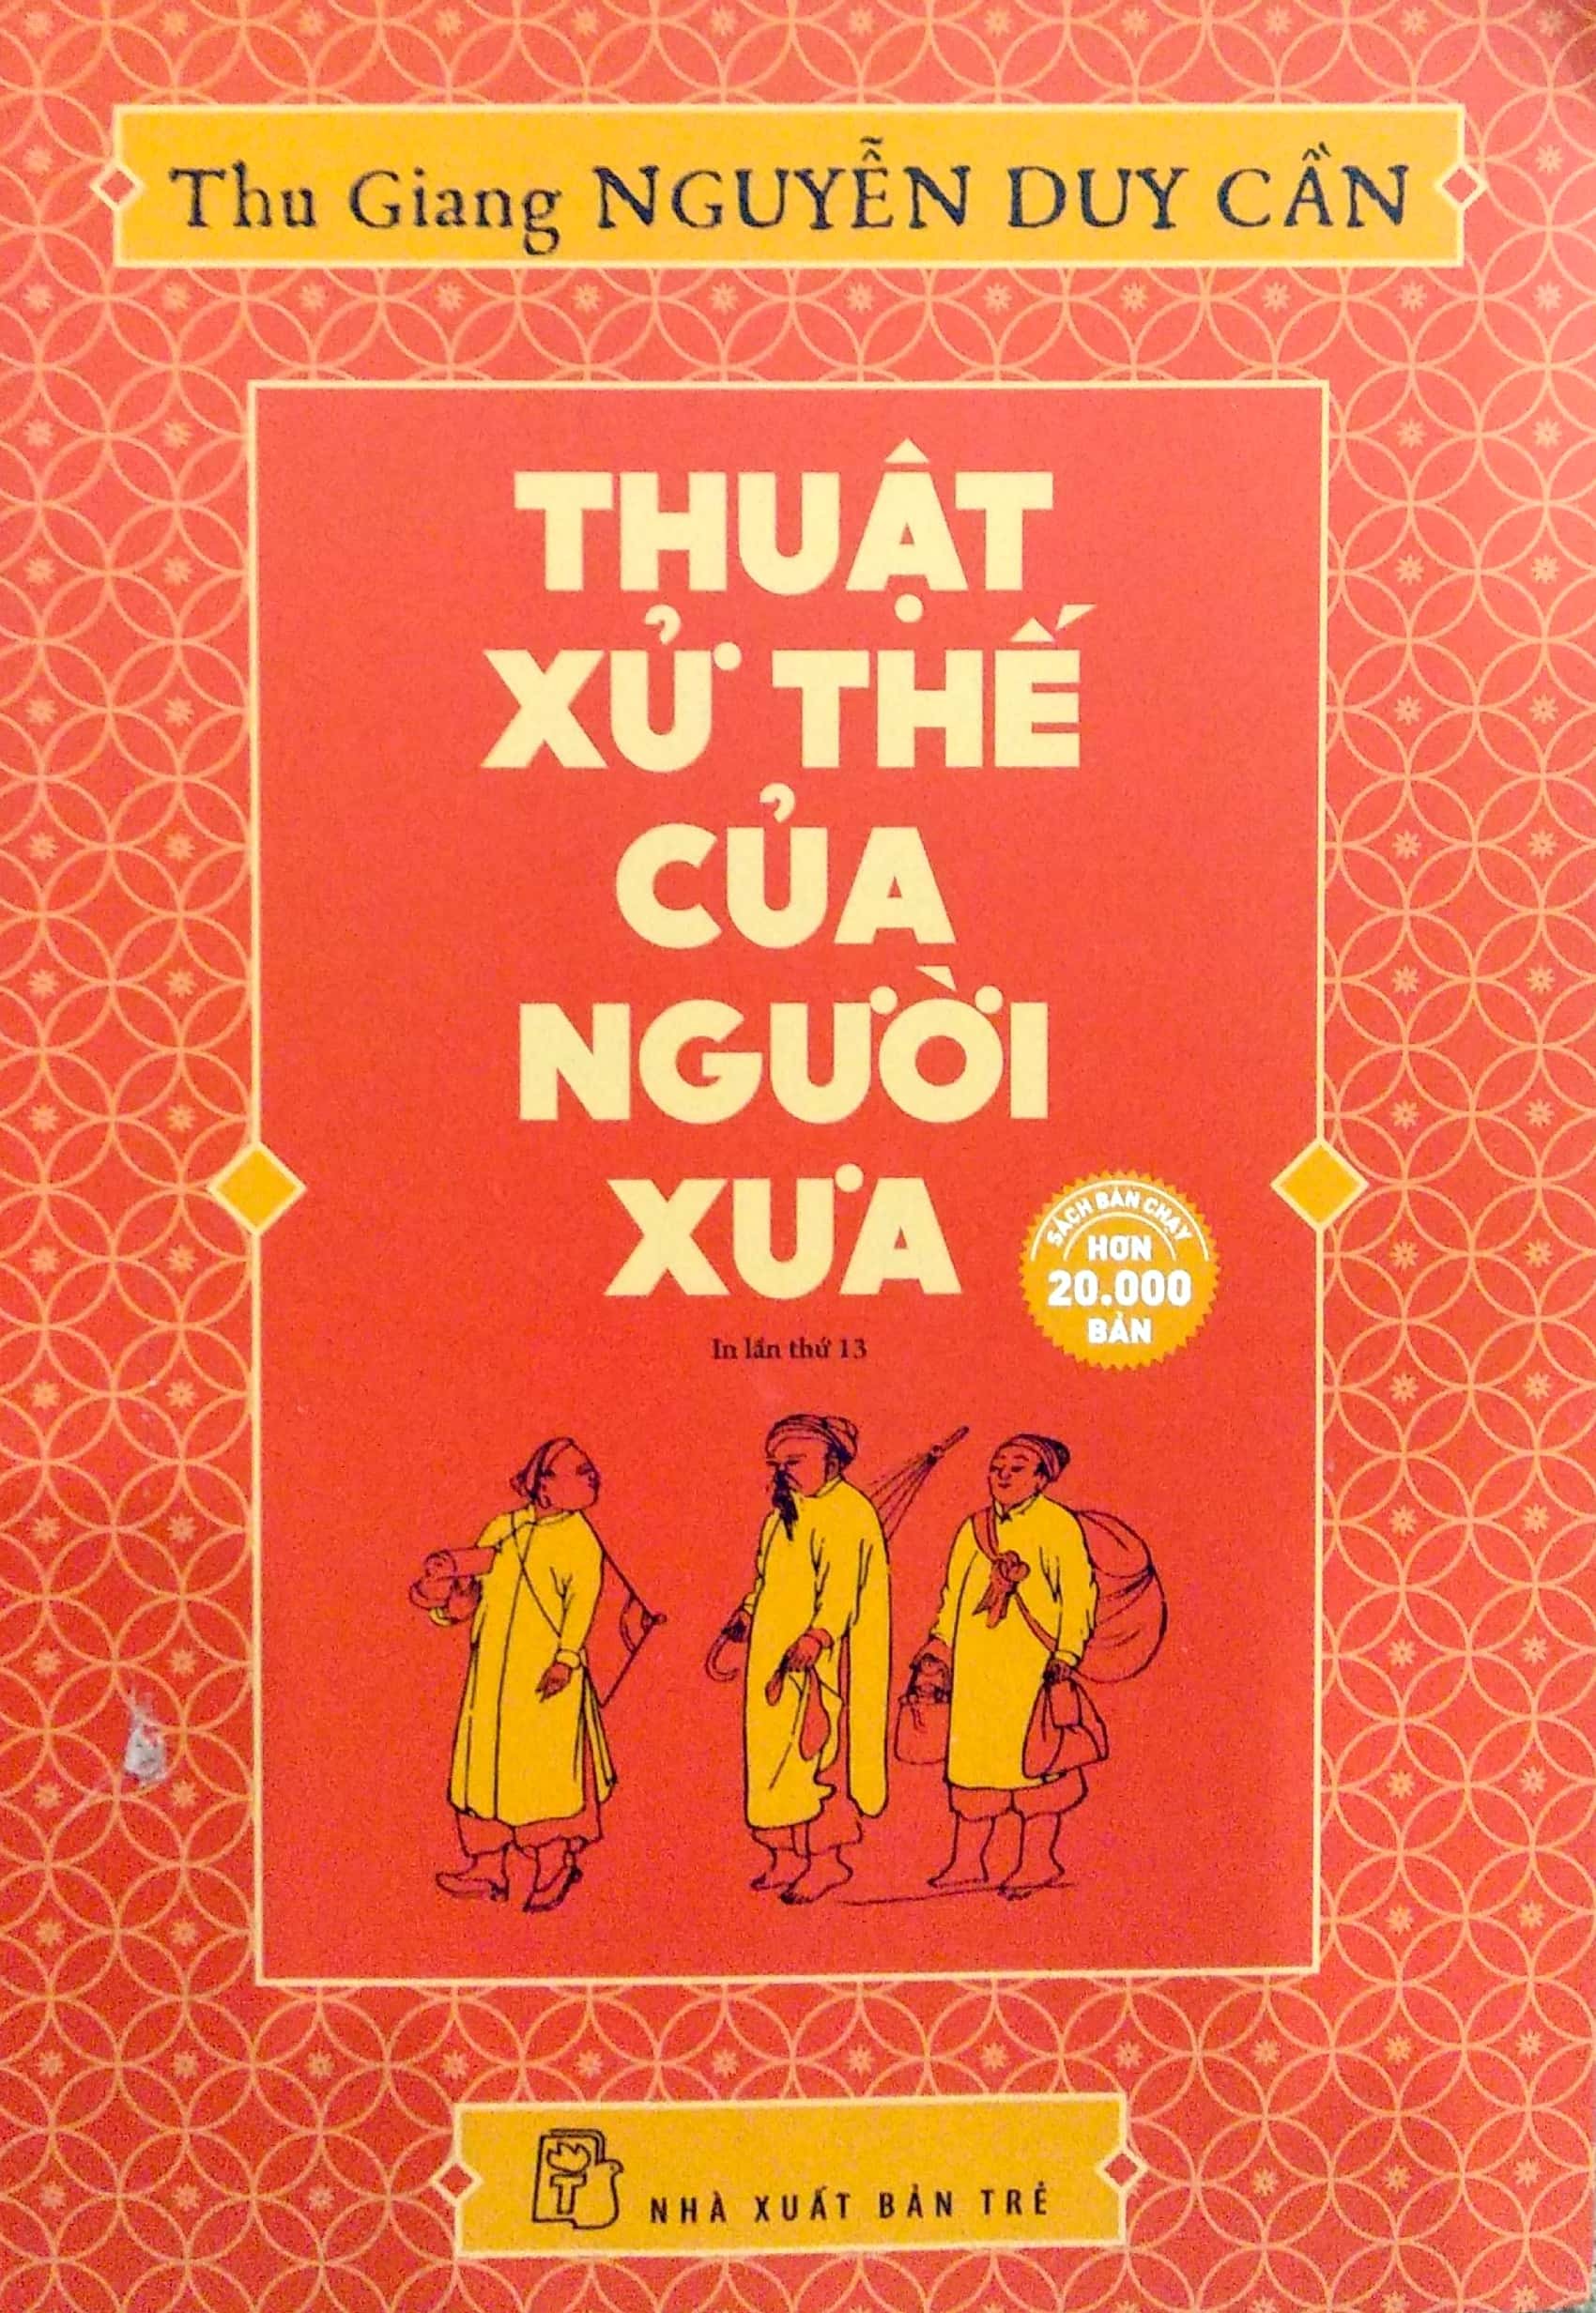 Thu Giang NGUYỄN DUY CẦN
THUẬT
XỬ THẾ
CỦA
NGƯỜI
XƯA
SÁCH BÁN CHẠY
HƠN
20.000
BẢN
In lần thứ 13
T
NHÀ XUẤT BẢN TRẺ